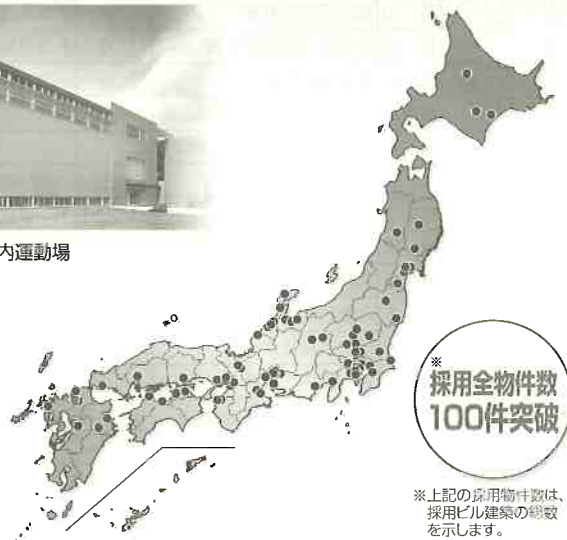 内運動場
※
採用全物件数
100件突破
※上記の採用物件数は、
採用ビル建築の総数
を示します。